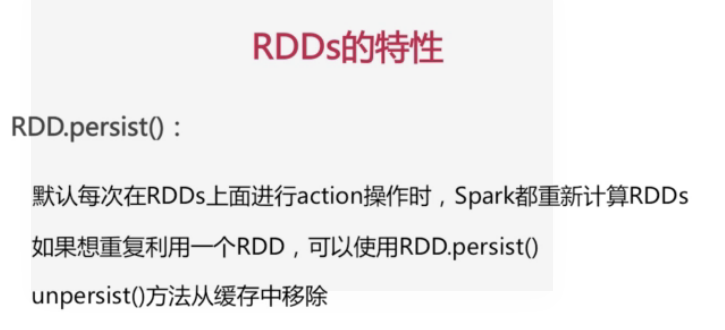 RDDs的特性
RDD.persist()：
默认每次在RDDs上面进行action操作时，Spark都重新计算RDDs
如果想重复利用一个RDD，可以使用RDD.persist()
unpersist()方法从缓存中移除